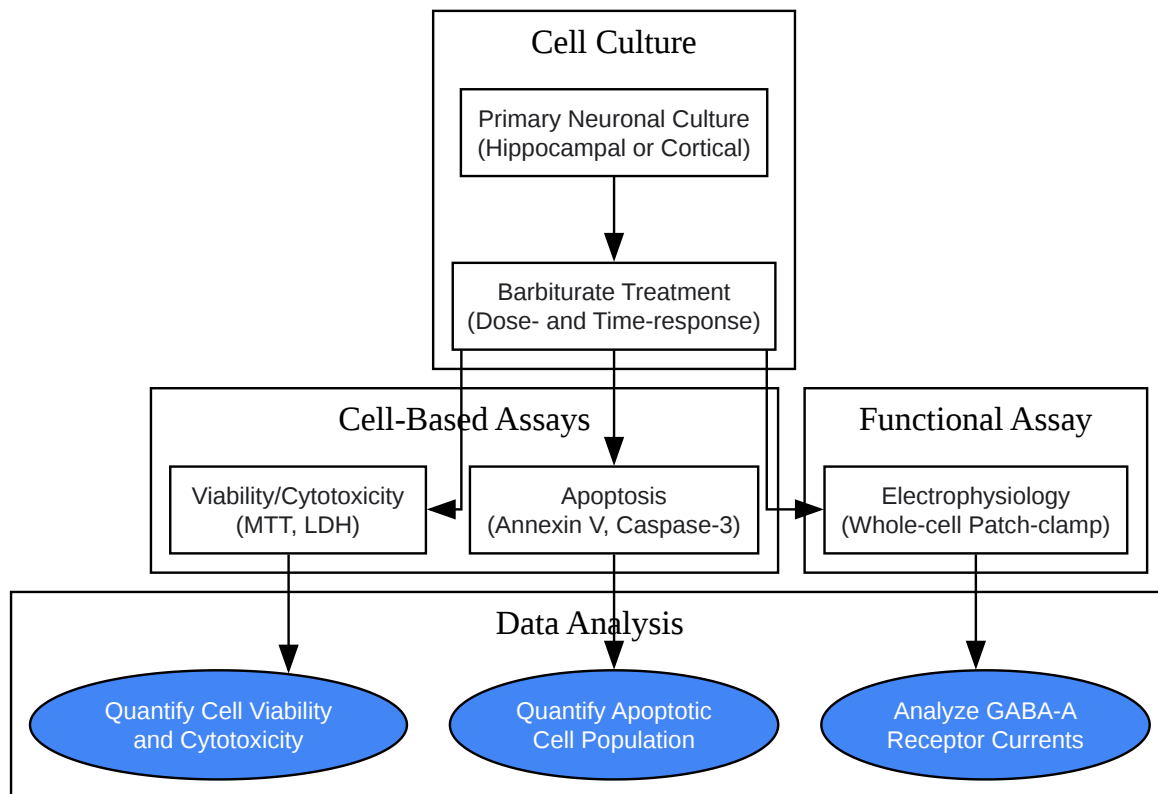 Cell Culture
Primary Neuronal Culture
(Hippocampal or Cortical)
Barbiturate Treatment
(Dose- and Time-response)
Cell-Based Assays
Functional Assay
Viability/Cytotoxicity
(MTT, LDH)
Apoptosis
(Annexin V, Caspase-3)
Electrophysiology
(Whole-cell Patch-clamp)
Data Analysis
Quantify Cell Viability
and Cytotoxicity
Quantify Apoptotic
Cell Population
Analyze GABA-A
Receptor Currents